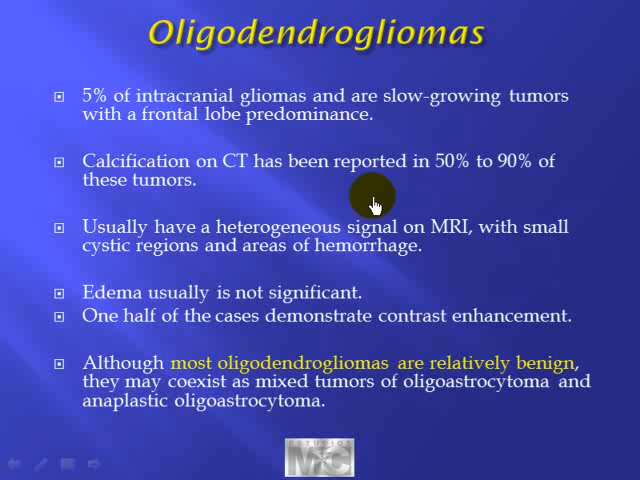 Oligodendrogliomas
5% of intracranial gliomas and are slow-growing tumors
with a frontal lobe predominance.
Calcification on CT has been reported in 50% to 90% of
these tumors.
Usually have a heterogeneous signal on MRI, with small
cystic regions and areas of hemorrhage.
Edema usually is not significant.
One half of the cases demonstrate contrast enhancement.
Although most oligodendrogliomas are relatively benign,
they may coexist as mixed tumors of oligoastrocytoma and
anaplastic oligoastrocytoma.
ESTUDIOS
MC